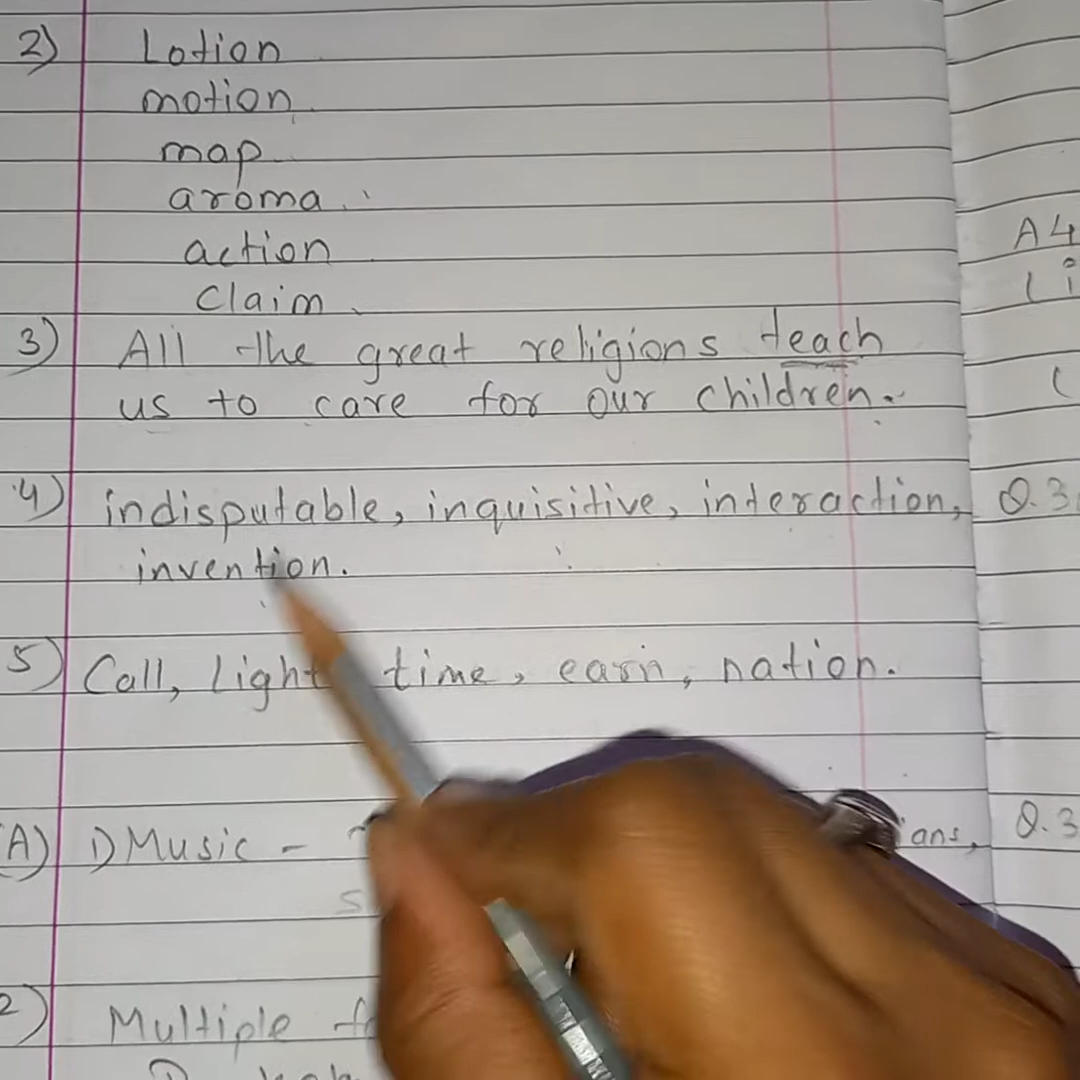 2) Lotion
motion
map
aroma
action
claim
3) All the great religions teach
us to care for our children.
4) indisputable, inquisitive, interaction,
invention.
5) Call, Light time, earn, nation.
A) 1) Music - ians,
2) Multiple
A4
Q.3
Q.3